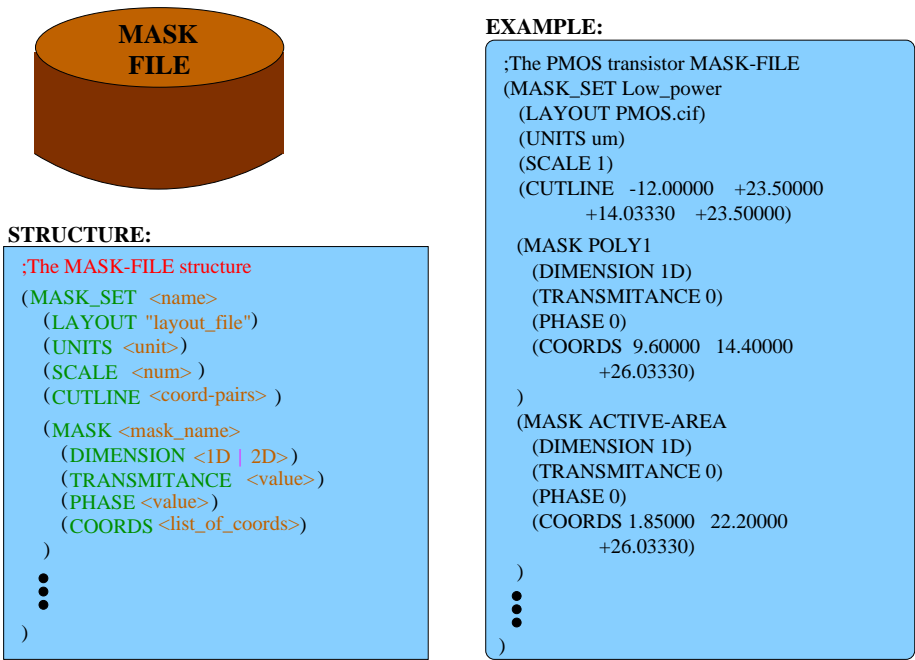 MASK
FILE
STRUCTURE:
;The MASK-FILE structure
(MASK_SET <name>
(LAYOUT "layout_file")
(UNITS <unit>)
(SCALE <num> )
(CUTLINE <coord-pairs> )
(MASK <mask_name>
(DIMENSION <1D | 2D>)
(TRANSMITANCE <value>)
(PHASE <value>)
(COORDS <list_of_coords>)
)
)
EXAMPLE:
;The PMOS transistor MASK-FILE
(MASK_SET Low_power
(LAYOUT PMOS.cif)
(UNITS um)
(SCALE 1)
(CUTLINE -12.00000 +23.50000
+14.03330 +23.50000)
(MASK POLY1
(DIMENSION 1D)
(TRANSMITANCE 0)
(PHASE 0)
(COORDS 9.60000 14.40000
+26.03330)
)
(MASK ACTIVE-AREA
(DIMENSION 1D)
(TRANSMITANCE 0)
(PHASE 0)
(COORDS 1.85000 22.20000
+26.03330)
)
)